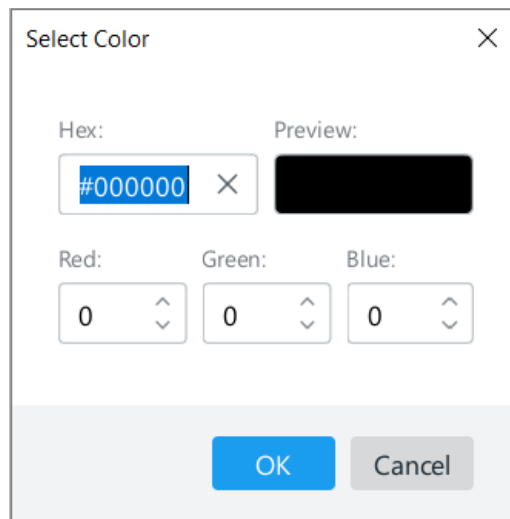 Select Color
Hex: Preview:
#000000
Red: Green: Blue:
0 0 0
OK Cancel